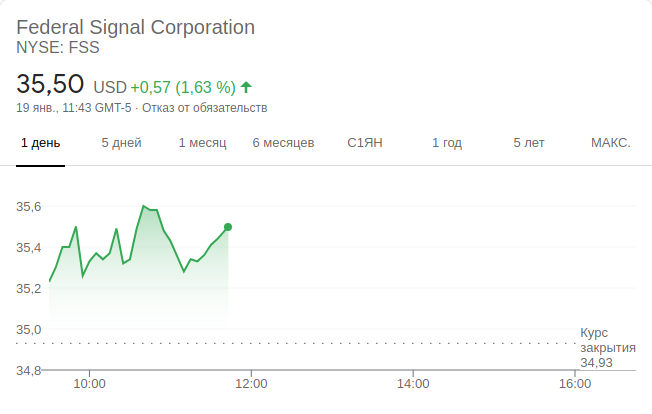 Federal Signal Corporation
NYSE: FSS
35,50 USD +0,57 (1,63 %)
19 янв., 11:43 GMT-5 · Отказ от обязательств
1 день 5 дней 1 месяц 6 месяцев С1ЯН 1 год 5 лет МАКС.
35,6
35,4
35,2
35,0
Курс
закрытия
34,93
34,8
10:00 12:00 14:00 16:00